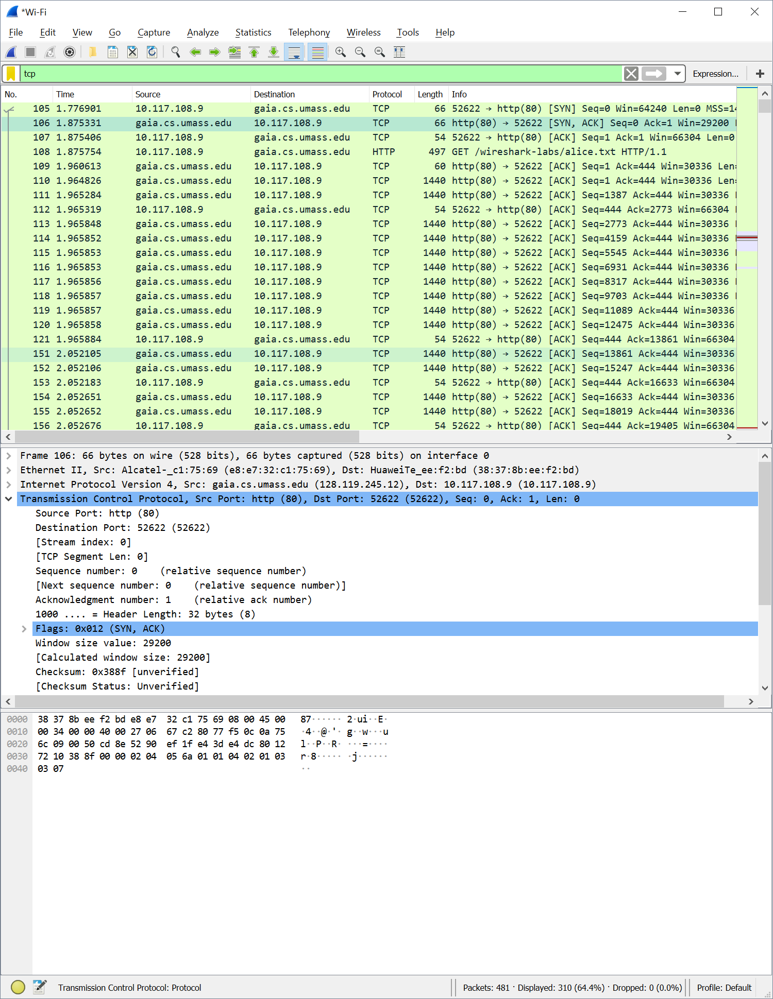 *Wi-Fi
File Edit View Go Capture Analyze Statistics Telephony Wireless Tools Help
tcp Expression... +
No. Time Source Destination Protocol Length Info
105 1.776901 10.117.108.9 gaia.cs.umass.edu TCP 66 52622 → http(80) [SYN] Seq=0 Win=64240 Len=0 MSS=14
106 1.875331 gaia.cs.umass.edu 10.117.108.9 TCP 66 http(80) → 52622 [SYN, ACK] Seq=0 Ack=1 Win=29200
107 1.875406 10.117.108.9 gaia.cs.umass.edu TCP 54 52622 → http(80) [ACK] Seq=1 Ack=1 Win=66304 Len=0
108 1.875754 10.117.108.9 gaia.cs.umass.edu HTTP 497 GET /wireshark-labs/alice.txt HTTP/1.1
109 1.960613 gaia.cs.umass.edu 10.117.108.9 TCP 60 http(80) → 52622 [ACK] Seq=1 Ack=444 Win=30336 Len=
110 1.964826 gaia.cs.umass.edu 10.117.108.9 TCP 1440 http(80) → 52622 [ACK] Seq=1 Ack=444 Win=30336 Len=
111 1.965284 gaia.cs.umass.edu 10.117.108.9 TCP 1440 http(80) → 52622 [ACK] Seq=1387 Ack=444 Win=30336
112 1.965319 10.117.108.9 gaia.cs.umass.edu TCP 54 52622 → http(80) [ACK] Seq=444 Ack=2773 Win=66304
113 1.965848 gaia.cs.umass.edu 10.117.108.9 TCP 1440 http(80) → 52622 [ACK] Seq=2773 Ack=444 Win=30336
114 1.965852 gaia.cs.umass.edu 10.117.108.9 TCP 1440 http(80) → 52622 [ACK] Seq=4159 Ack=444 Win=30336
115 1.965853 gaia.cs.umass.edu 10.117.108.9 TCP 1440 http(80) → 52622 [ACK] Seq=5545 Ack=444 Win=30336
116 1.965853 gaia.cs.umass.edu 10.117.108.9 TCP 1440 http(80) → 52622 [ACK] Seq=6931 Ack=444 Win=30336
117 1.965856 gaia.cs.umass.edu 10.117.108.9 TCP 1440 http(80) → 52622 [ACK] Seq=8317 Ack=444 Win=30336
118 1.965857 gaia.cs.umass.edu 10.117.108.9 TCP 1440 http(80) → 52622 [ACK] Seq=9703 Ack=444 Win=30336
119 1.965857 gaia.cs.umass.edu 10.117.108.9 TCP 1440 http(80) → 52622 [ACK] Seq=11089 Ack=444 Win=30336
120 1.965858 gaia.cs.umass.edu 10.117.108.9 TCP 1440 http(80) → 52622 [ACK] Seq=12475 Ack=444 Win=30336
121 1.965884 10.117.108.9 gaia.cs.umass.edu TCP 54 52622 → http(80) [ACK] Seq=444 Ack=13861 Win=66304
151 2.052105 gaia.cs.umass.edu 10.117.108.9 TCP 1440 http(80) → 52622 [ACK] Seq=13861 Ack=444 Win=30336
152 2.052106 gaia.cs.umass.edu 10.117.108.9 TCP 1440 http(80) → 52622 [ACK] Seq=15247 Ack=444 Win=30336
153 2.052183 10.117.108.9 gaia.cs.umass.edu TCP 54 52622 → http(80) [ACK] Seq=444 Ack=16633 Win=66304
154 2.052651 gaia.cs.umass.edu 10.117.108.9 TCP 1440 http(80) → 52622 [ACK] Seq=16633 Ack=444 Win=30336
155 2.052652 gaia.cs.umass.edu 10.117.108.9 TCP 1440 http(80) → 52622 [ACK] Seq=18019 Ack=444 Win=30336
156 2.052676 10.117.108.9 gaia.cs.umass.edu TCP 54 52622 → http(80) [ACK] Seq=444 Ack=19405 Win=66304
Frame 106: 66 bytes on wire (528 bits), 66 bytes captured (528 bits) on interface 0
Ethernet II, Src: Alcatel-_c1:75:69 (e8:e7:32:c1:75:69), Dst: HuaweiTe_ee:f2:bd (38:37:8b:ee:f2:bd)
Internet Protocol Version 4, Src: gaia.cs.umass.edu (128.119.245.12), Dst: 10.117.108.9 (10.117.108.9)
Transmission Control Protocol, Src Port: http (80), Dst Port: 52622 (52622), Seq: 0, Ack: 1, Len: 0
Source Port: http (80)
Destination Port: 52622 (52622)
[Stream index: 0]
[TCP Segment Len: 0]
Sequence number: 0 (relative sequence number)
[Next sequence number: 0 (relative sequence number)]
Acknowledgment number: 1 (relative ack number)
1000 .... = Header Length: 32 bytes (8)
Flags: 0x012 (SYN, ACK)
Window size value: 29200
[Calculated window size: 29200]
Checksum: 0x388f [unverified]
[Checksum Status: Unverified]
0000 38 37 8b ee f2 bd e8 e7 32 c1 75 69 08 00 45 00 87······ 2·ui··E·
0010 00 34 00 00 40 00 27 06 67 c2 80 77 f5 0c 0a 75 ·4··@·'· g··w···u
0020 6c 09 00 50 cd 8e 52 90 ef 1f e4 3d e4 dc 80 12 l··P··R· ···=····
0030 72 10 38 8f 00 00 02 04 05 6a 01 01 04 02 01 03 r·8····· ·j······
0040 03 07 ··
Transmission Control Protocol: Protocol Packets: 481 · Displayed: 310 (64.4%) · Dropped: 0 (0.0%) Profile: Default